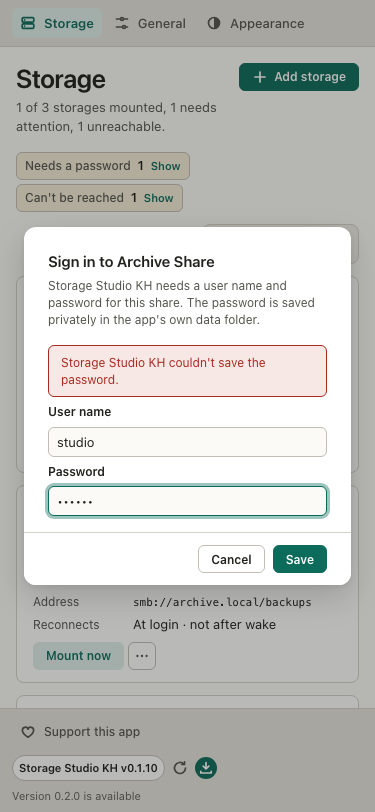 Storage General Appearance
Storage
Add storage
1 of 3 storages mounted, 1 needs
attention, 1 unreachable.
Needs a password 1 Show
Can't be reached 1 Show
Sign in to Archive Share
Storage Studio KH needs a user name and
password for this share. The password is saved
privately in the app's own data folder.
Storage Studio KH couldn't save the
password.
User name
studio
Password
••••••
Cancel Save
Address smb://archive.local/backups
Reconnects At login · not after wake
Mount now ···
Support this app
Storage Studio KH v0.1.10
Version 0.2.0 is available